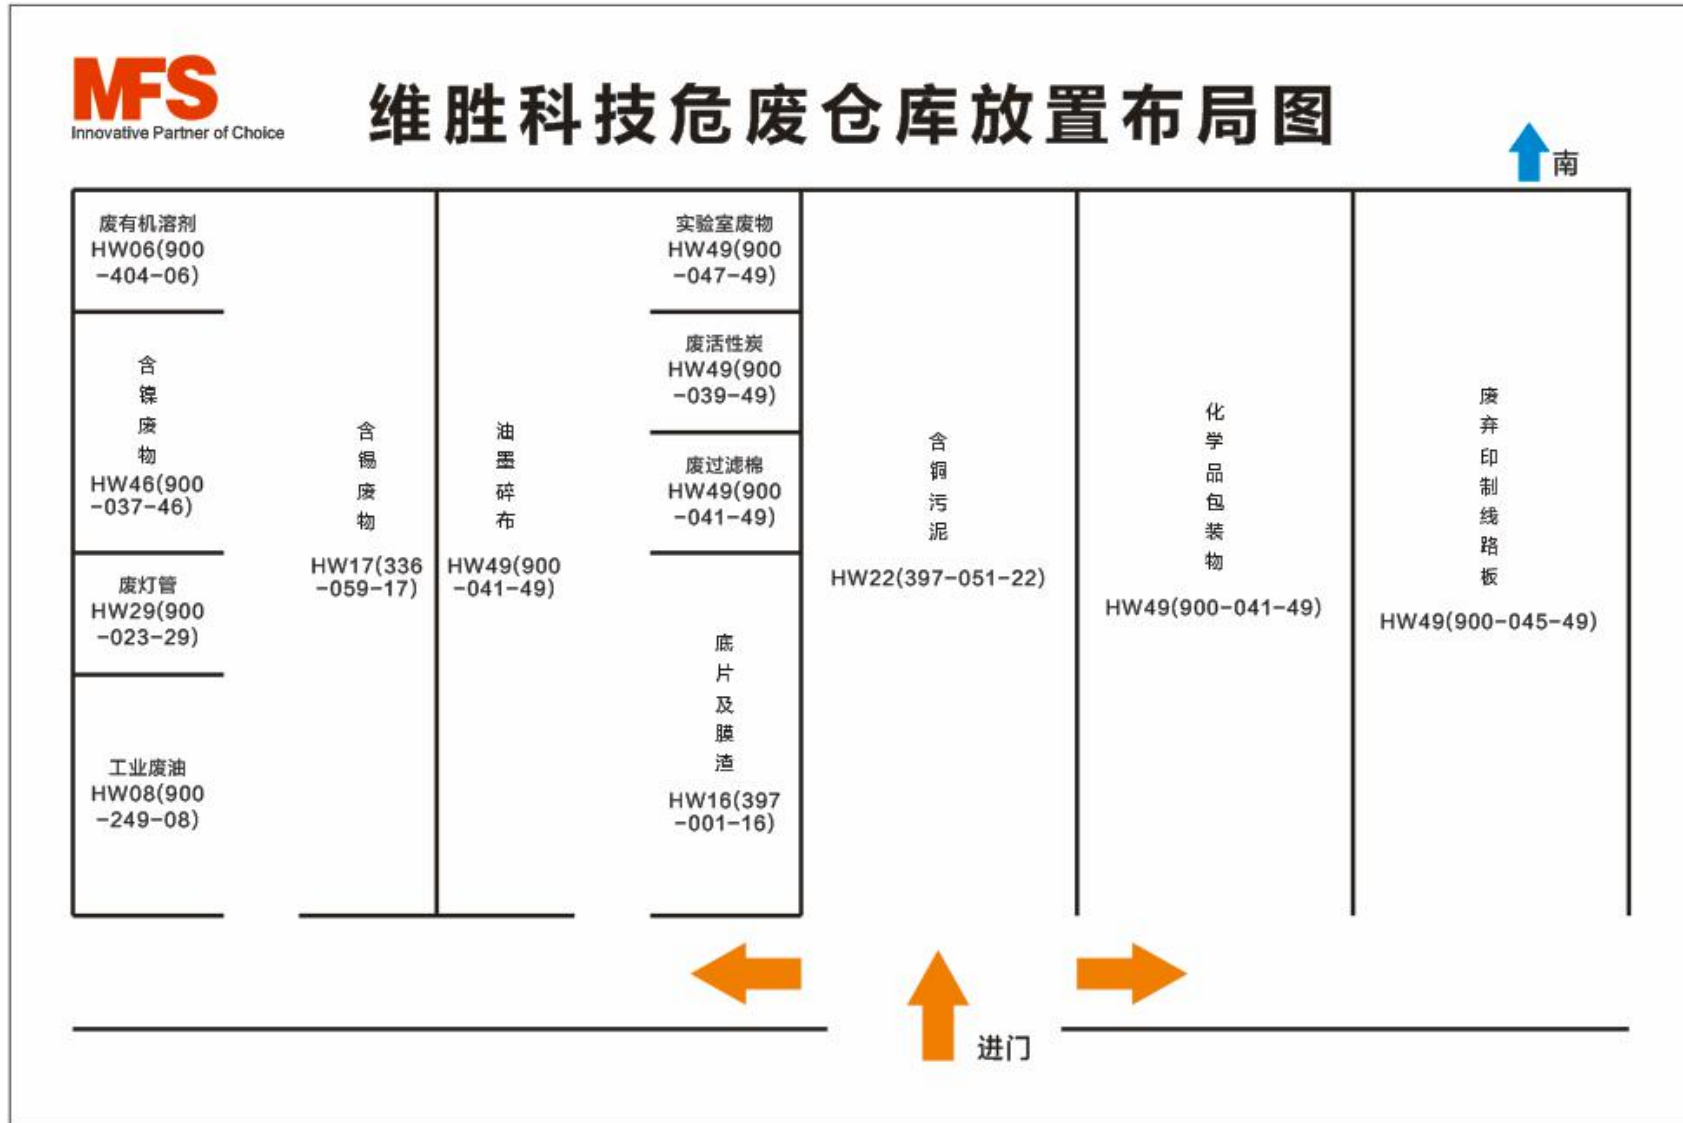 MFS
Innovative Partner of Choice
维胜科技危废仓库放置布局图
南
废有机溶剂
HW06(900
-404-06)
含镍废物
HW46(900
-037-46)
废灯管
HW29(900
-023-29)
工业废油
HW08(900
-249-08)
含锡废物
HW17(336
-059-17)
油墨碎布
HW49(900
-041-49)
实验室废物
HW49(900
-047-49)
废活性炭
HW49(900
-039-49)
废过滤棉
HW49(900
-041-49)
底片及膜渣
HW16(397
-001-16)
含铜污泥
HW22(397-051-22)
化学品包装物
HW49(900-041-49)
废弃印制线路板
HW49(900-045-49)
进门